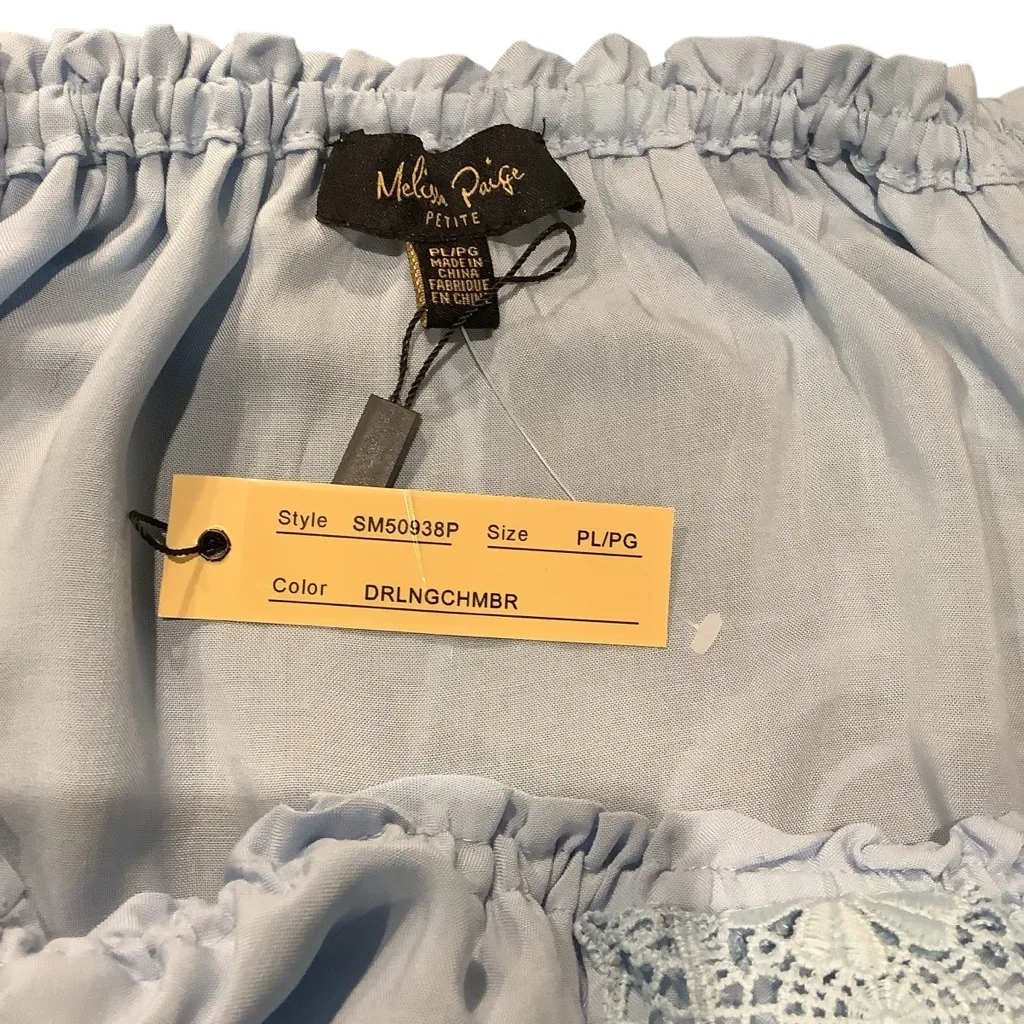 Melissa Paige
PETITE
PL/PG
MADE IN
CHINA
FABRIQUE
EN CHINE
Style SM50938P Size PL/PG
Color DRLNGCHMBR